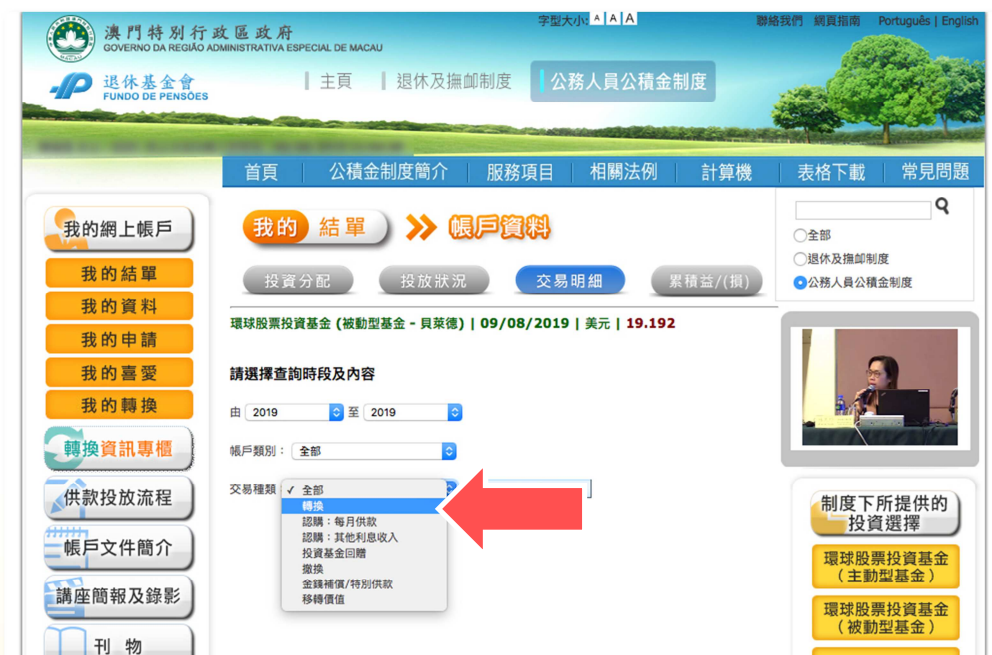 澳門特別行政區政府
GOVERNO DA REGIÃO ADMINISTRATIVA ESPECIAL DE MACAU
字型大小: A A A
聯絡我們 網頁指南 Português | English
退休基金會
FUNDO DE PENSÕES
主頁 退休及撫卹制度 公務人員公積金制度
首頁 公積金制度簡介 服務項目 相關法例 計算機 表格下載 常見問題
我的網上帳戶
我的結單
我的資料
我的申請
我的喜愛
我的轉換
轉換資訊專櫃
供款投放流程
帳戶文件簡介
講座簡報及錄影
刊 物
我的 結單 帳戶資料
投資分配 投放狀況 交易明細 累積益/(損)
環球股票投資基金 (被動型基金 - 貝萊德) | 09/08/2019 | 美元 | 19.192
請選擇查詢時段及內容
由 2019 至 2019
帳戶類別： 全部
交易種類
✓ 全部
轉換
認購：每月供款
認購：其他利息收入
投資基金回贈
撤換
金錢補償/特別供款
移轉價值
全部
退休及撫卹制度
公務人員公積金制度
制度下所提供的
投資選擇
環球股票投資基金
（主動型基金）
環球股票投資基金
（被動型基金）